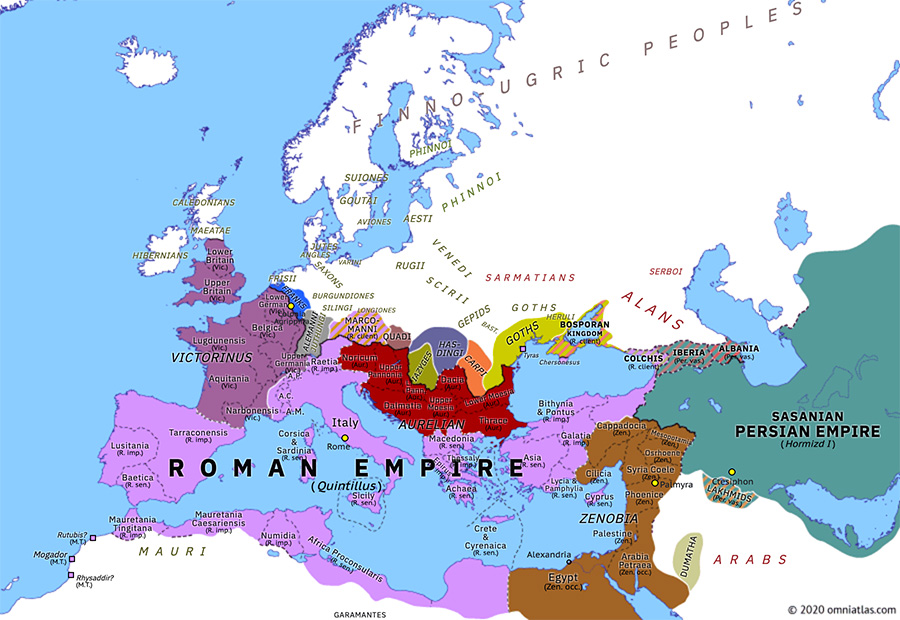 FINNO-UGRIC PEOPLES
PHINNOI
SUIONES
PHINNOI
GOUTAI
CALEDONIANS
AVIONES
AESTI
MAEATAE
JUTES
ANGLES
HIBERNIANS
VARINI
RUGII
VENEDI
Lower
Britain
(Vic.)
SARMATIANS
SERBOI
FRISII
SAXONS
SCIRII
Upper
Britain
(Vic.)
FRANKS
BURGUNDIONES
ALANS
Lower
Germany
(Vic.)
SILINGI
LONGIONES
GEPIDS
GOTHS
HERULI
BAST.
Agrippina
ALEMANNI
MARCO-
MANNI
(R. client)
QUADI
HAS-
DINGI
GOTHS
BOSPORAN
KINGDOM
(R. client)
Belgica
(Vic.)
Lugdunensis
(Vic.)
VICTORINUS
Upper
Germany
(Vic.)
Raetia
(R. imp.)
Noricum
(Aur.)
IAZIGES
CARPI
Tyras
Chersonesus
COLCHIS
(R. client)
IBERIA
(Per. vas.)
ALBANIA
(Per. vas.)
Aquitania
(Vic.)
A.P.
Upper
Pannonia
(Aur.)
Dacia
(Aur.)
A.C.
A.M.
Dalmatia
(Aur.)
Upper
Moesia
(Aur.)
Lower Moesia
(Aur.)
Narbonensis
(Vic.)
Italy
Rome
AURELIAN
Thrace
(Aur.)
Bithynia
& Pontus
(R. imp.)
SASANIAN
PERSIAN EMPIRE
(Hormizd I)
Tarraconensis
(R. imp.)
Corsica
&
Sardinia
(R. sen.)
Macedonia
(R. sen.)
Galatia
(R. imp.)
Cappadocia
(Zen.)
Mesopotamia
(Zen.)
Lusitania
(R. imp.)
ROMAN EMPIRE
(Quintillus)
Thessaly
(R. imp.)
Epirus
Asia
(R. sen.)
Osrhoene
(Zen.)
Baetica
(R. sen.)
Sicily
(R. sen.)
Achaea
(R. sen.)
Lycia &
Pamphylia
(R. sen.)
Cilicia
(Zen.)
Syria Coele
(Zen.)
Palmyra
Ctesiphon
Cyprus
(R. sen.)
Phoenice
(Zen.)
LAKHMIDS
(Per. vas.)
Mauretania
Tingitana
(R. imp.)
Mauretania
Caesariensis
(R. imp.)
Numidia
(R. imp.)
Africa Proconsularis
(R. sen.)
Crete
&
Cyrenaica
(R. sen.)
ZENOBIA
Palestine
(Zen.)
Rutubis?
(M.T.)
Mogador
(M.T.)
MAURI
Alexandria
Arabia
Petraea
(Zen. occ.)
DUMATHA
ARABS
Rhysaddir?
(M.T.)
Egypt
(Zen. occ.)
GARAMANTES
© 2020 omniatlas.com